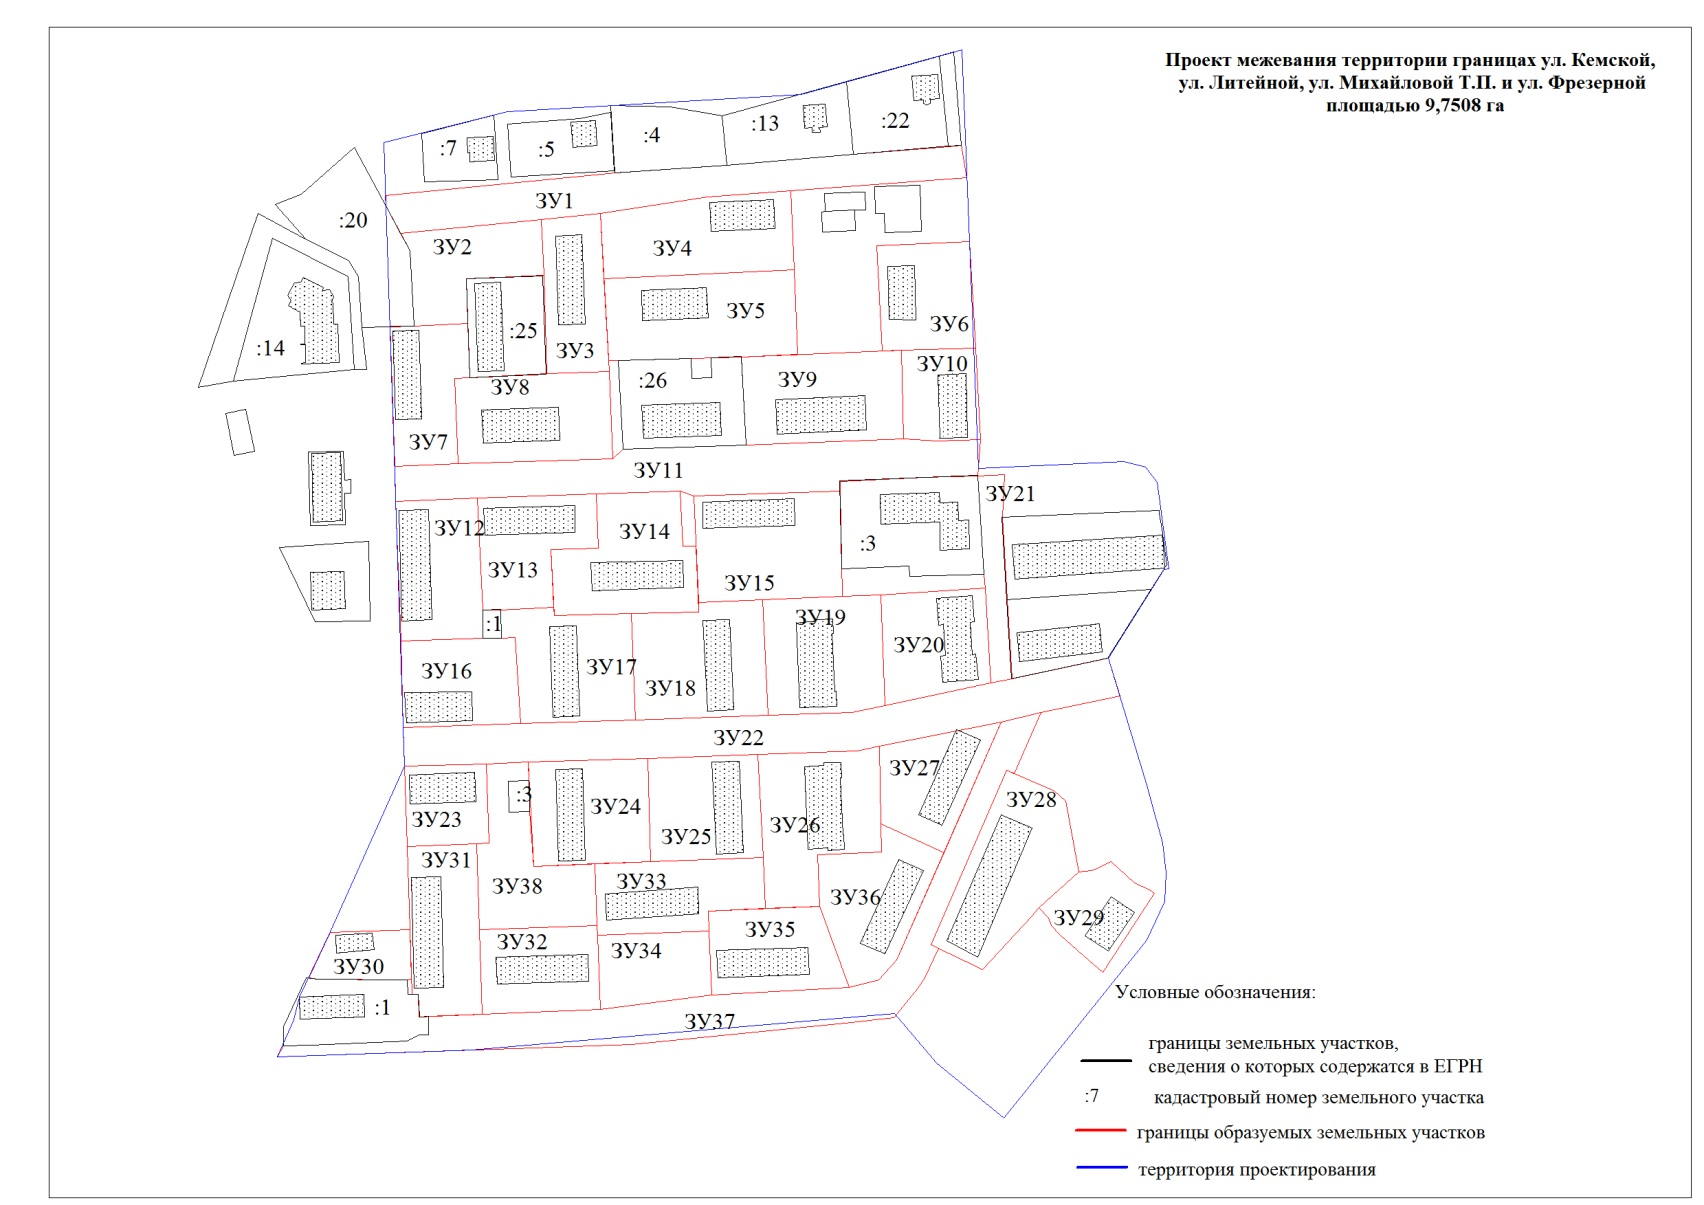 Проект межевания территории границах ул. Кемской,
ул. Литейной, ул. Михайловой Т.П. и ул. Фрезерной
площадью 9,7508 га
:7
:5
:4
:13
:22
ЗУ1
:20
ЗУ2
ЗУ4
ЗУ5
ЗУ6
:25
ЗУ3
:14
ЗУ8
:26
ЗУ9
ЗУ10
ЗУ7
ЗУ11
ЗУ21
ЗУ12
ЗУ14
:3
ЗУ13
ЗУ15
:1
ЗУ19
ЗУ20
ЗУ16
ЗУ17
ЗУ18
ЗУ22
ЗУ27
:3
ЗУ24
ЗУ28
ЗУ23
ЗУ25
ЗУ26
ЗУ31
ЗУ38
ЗУ33
ЗУ36
ЗУ29
ЗУ32
ЗУ34
ЗУ35
ЗУ30
:1
ЗУ37
Условные обозначения:
границы земельных участков,
сведения о которых содержатся в ЕГРН
:7 кадастровый номер земельного участка
границы образуемых земельных участков
территория проектирования